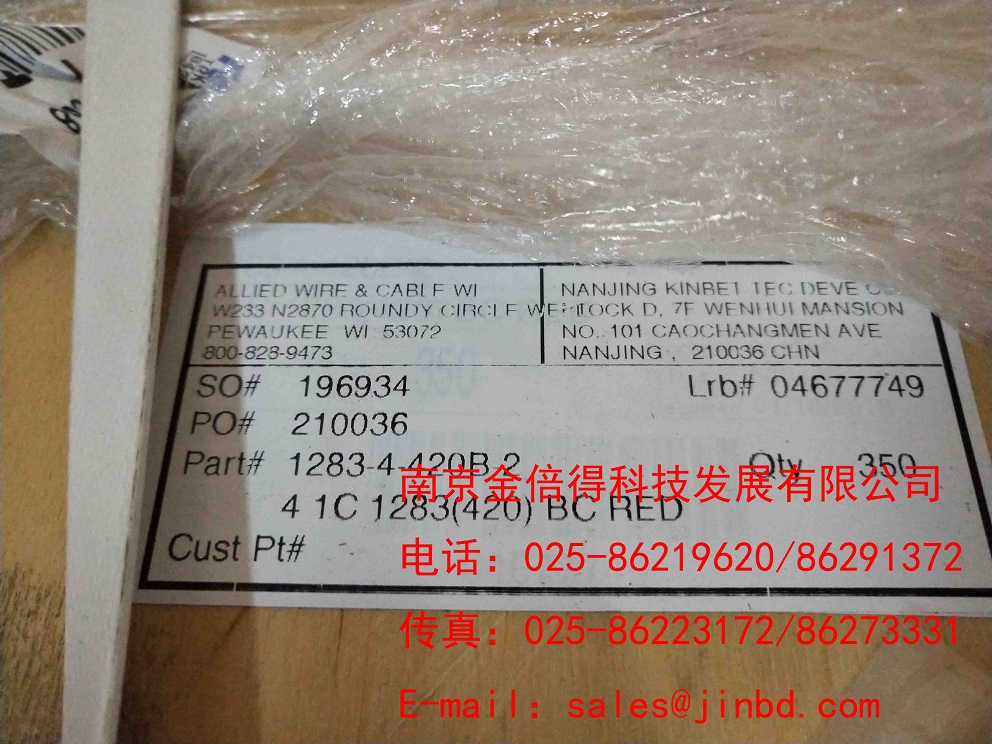 ALLIED WIRE & CABLE WI
W233 N2870 ROUNDY CIRCLE WE
PEWAUKEE WI 53072
800-828-9473
NANJING KINBET TEC DEVE
LOCK D, 7F WENHUI MANSION
NO.. 101 CAOCHANGMEN AVE
NANJING , 210036 CHN
SO# 196934
Lrb# 04677749
PO# 210036
Part# 1283-4-420B-2
Qty 350
4 1C 1283(420) BC RED
Cust Pt#
南京金倍得科技发展有限公司
电话：025-86219620/86291372
传真：025-86223172/86273331
E-mail：sales@jinbd.com